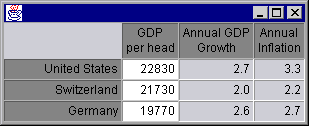 GDP per head Annual GDP Growth Annual Inflation
United States 22830 2.7 3.3
Switzerland 21730 2.0 2.2
Germany 19770 2.6 2.7